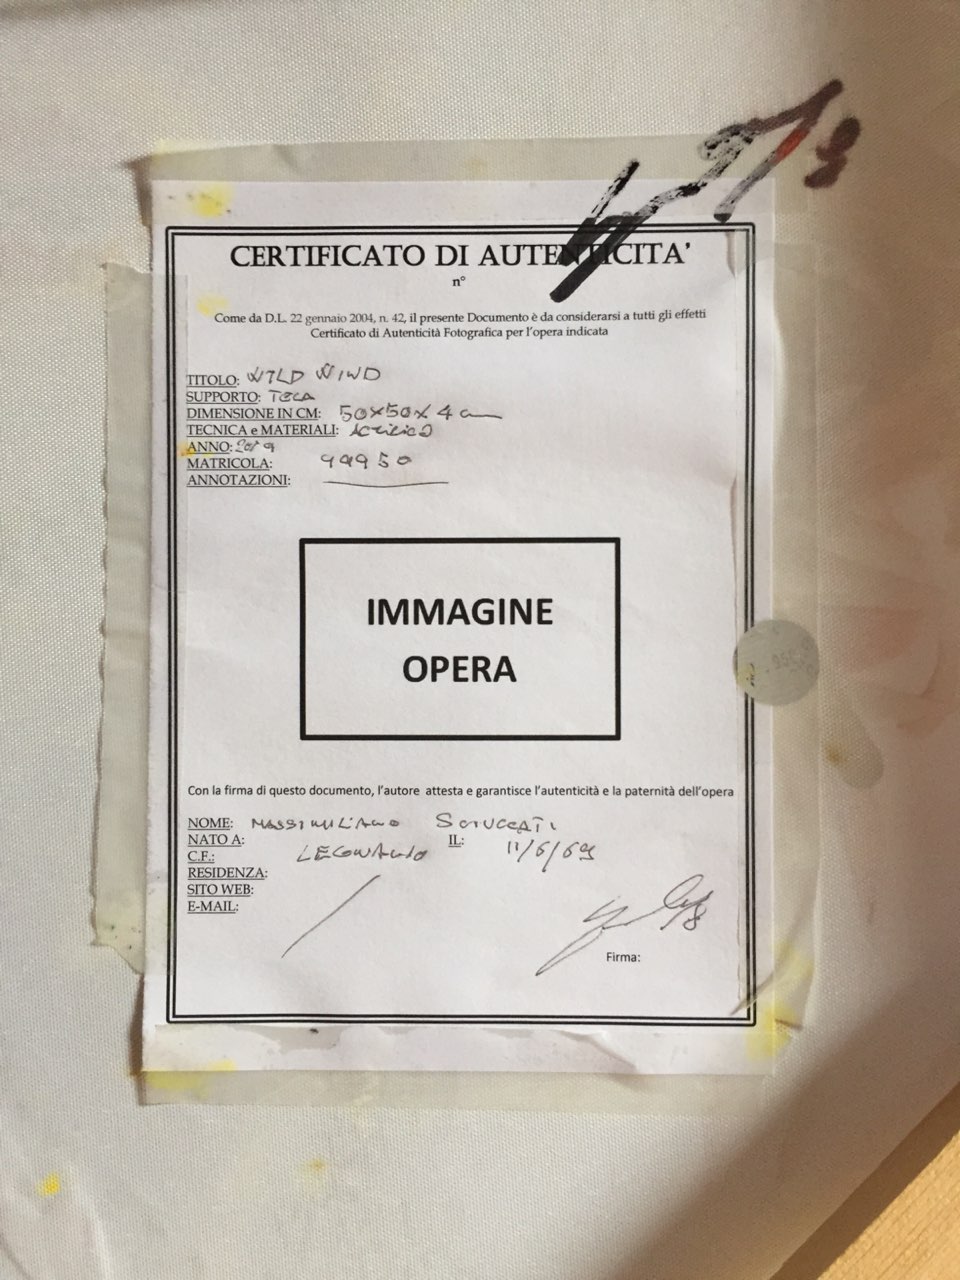 CERTIFICATO DI AUTENTICITA'
n°
Come da D.L. 22 gennaio 2004, n. 42, il presente Documento è da considerarsi a tutti gli effetti
Certificato di Autenticità Fotografica per l'opera indicata
TITOLO: WILD WIND
SUPPORTO: TELA
DIMENSIONE IN CM: 50x50x4 cm
TECNICA e MATERIALI: ACRILICO
ANNO: 2019
MATRICOLA: 99950
ANNOTAZIONI:
IMMAGINE
OPERA
Con la firma di questo documento, l'autore attesta e garantisce l'autenticità e la paternità dell'opera
NOME: MASSIMILIANO
NATO A: LEGNAGO IL: 11/6/69
C.F.:
RESIDENZA:
SITO WEB:
E-MAIL:
Firma: